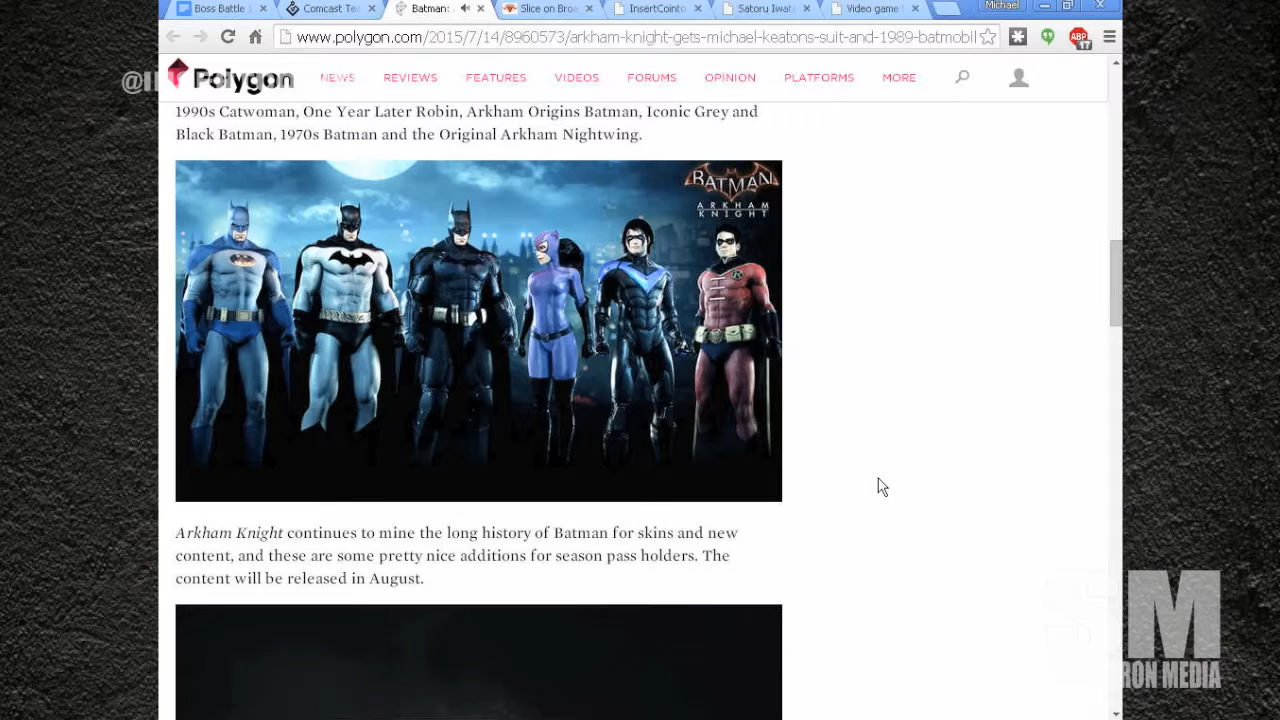 Boss Battle
Comcast Te
Batman:
Slice on Bro
InsertCointo
Satoru Iwat
Video game
Michael
www.polygon.com/2015/7/14/8960573/arkham-knight-gets-michael-keatons-suit-and-1989-batmobil
17
Polygon
NEWS
REVIEWS
FEATURES
VIDEOS
FORUMS
OPINION
PLATFORMS
MORE
1990s Catwoman, One Year Later Robin, Arkham Origins Batman, Iconic Grey and
Black Batman, 1970s Batman and the Original Arkham Nightwing.
BATMAN
ARKHAM
KNIGHT
Arkham Knight continues to mine the long history of Batman for skins and new
content, and these are some pretty nice additions for season pass holders. The
content will be released in August.
SM
RON MEDIA